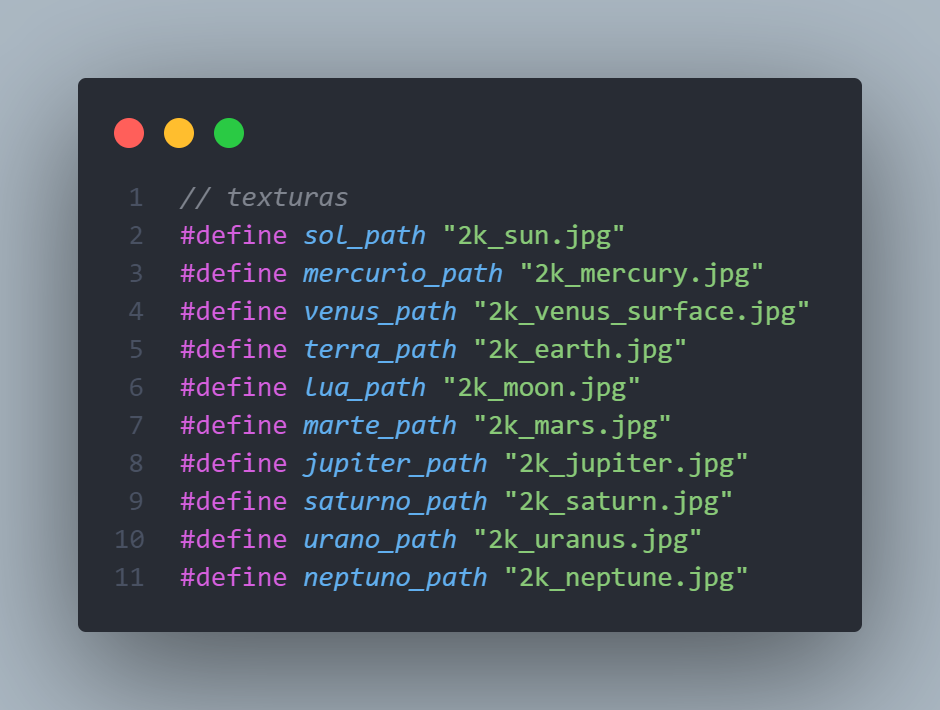 1 // texturas
2 #define sol_path "2k_sun.jpg"
3 #define mercurio_path "2k_mercury.jpg"
4 #define venus_path "2k_venus_surface.jpg"
5 #define terra_path "2k_earth.jpg"
6 #define lua_path "2k_moon.jpg"
7 #define marte_path "2k_mars.jpg"
8 #define jupiter_path "2k_jupiter.jpg"
9 #define saturno_path "2k_saturn.jpg"
10 #define urano_path "2k_uranus.jpg"
11 #define neptuno_path "2k_neptune.jpg"